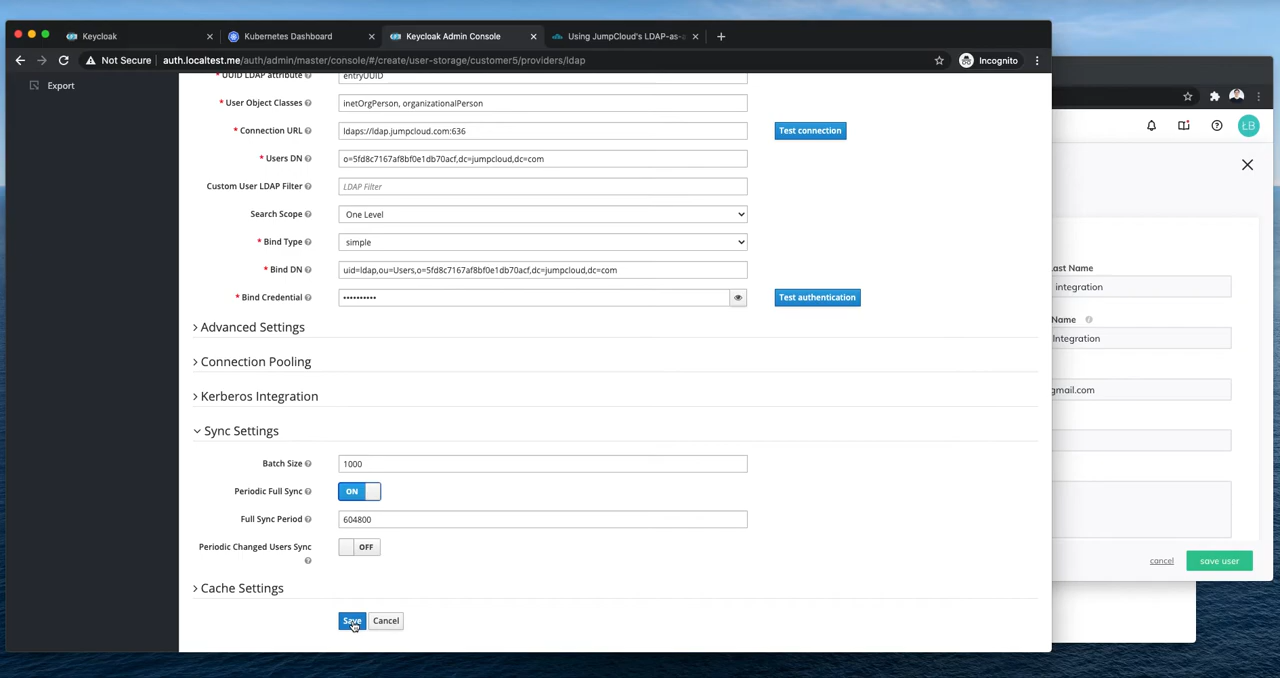 Keycloak
Kubernetes Dashboard
Keycloak Admin Console
Using JumpCloud's LDAP-as-
Not Secure
auth.localtest.me/auth/admin/master/console/#/create/user-storage/customer5/providers/ldap
Incognito
Export
* UUID LDAP attribute
entryUUID
* User Object Classes
inetOrgPerson, organizationalPerson
* Connection URL
ldaps://ldap.jumpcloud.com:636
Test connection
* Users DN
o=5fd8c7167af8bf0e1db70acf,dc=jumpcloud,dc=com
Custom User LDAP Filter
LDAP Filter
Search Scope
One Level
* Bind Type
simple
* Bind DN
uid=ldap,ou=Users,o=5fd8c7167af8bf0e1db70acf,dc=jumpcloud,dc=com
* Bind Credential
••••••••••
Test authentication
Advanced Settings
Connection Pooling
Kerberos Integration
Sync Settings
Batch Size
1000
Periodic Full Sync
ON
Full Sync Period
604800
Periodic Changed Users Sync
OFF
Cache Settings
Save
Cancel
ŁB
ast Name
integration
Name
Integration
gmail.com
cancel
save user